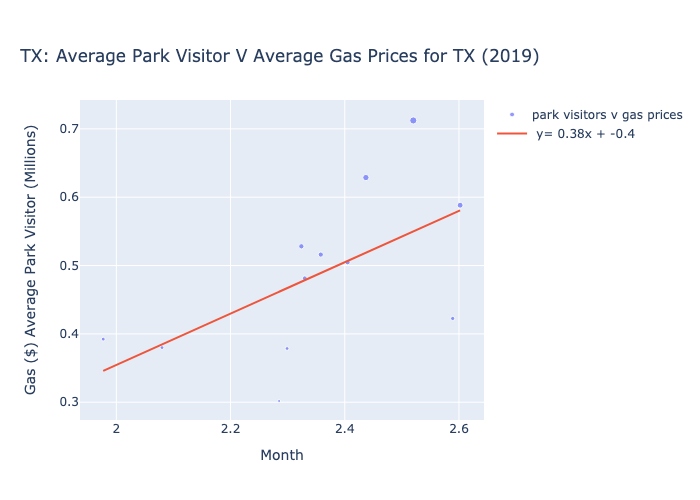 TX: Average Park Visitor V Average Gas Prices for TX (2019)
park visitors v gas prices
y= 0.38x + -0.4
Gas ($) Average Park Visitor (Millions)
0.7
0.6
0.5
0.4
0.3
2
2.2
2.4
2.6
Month